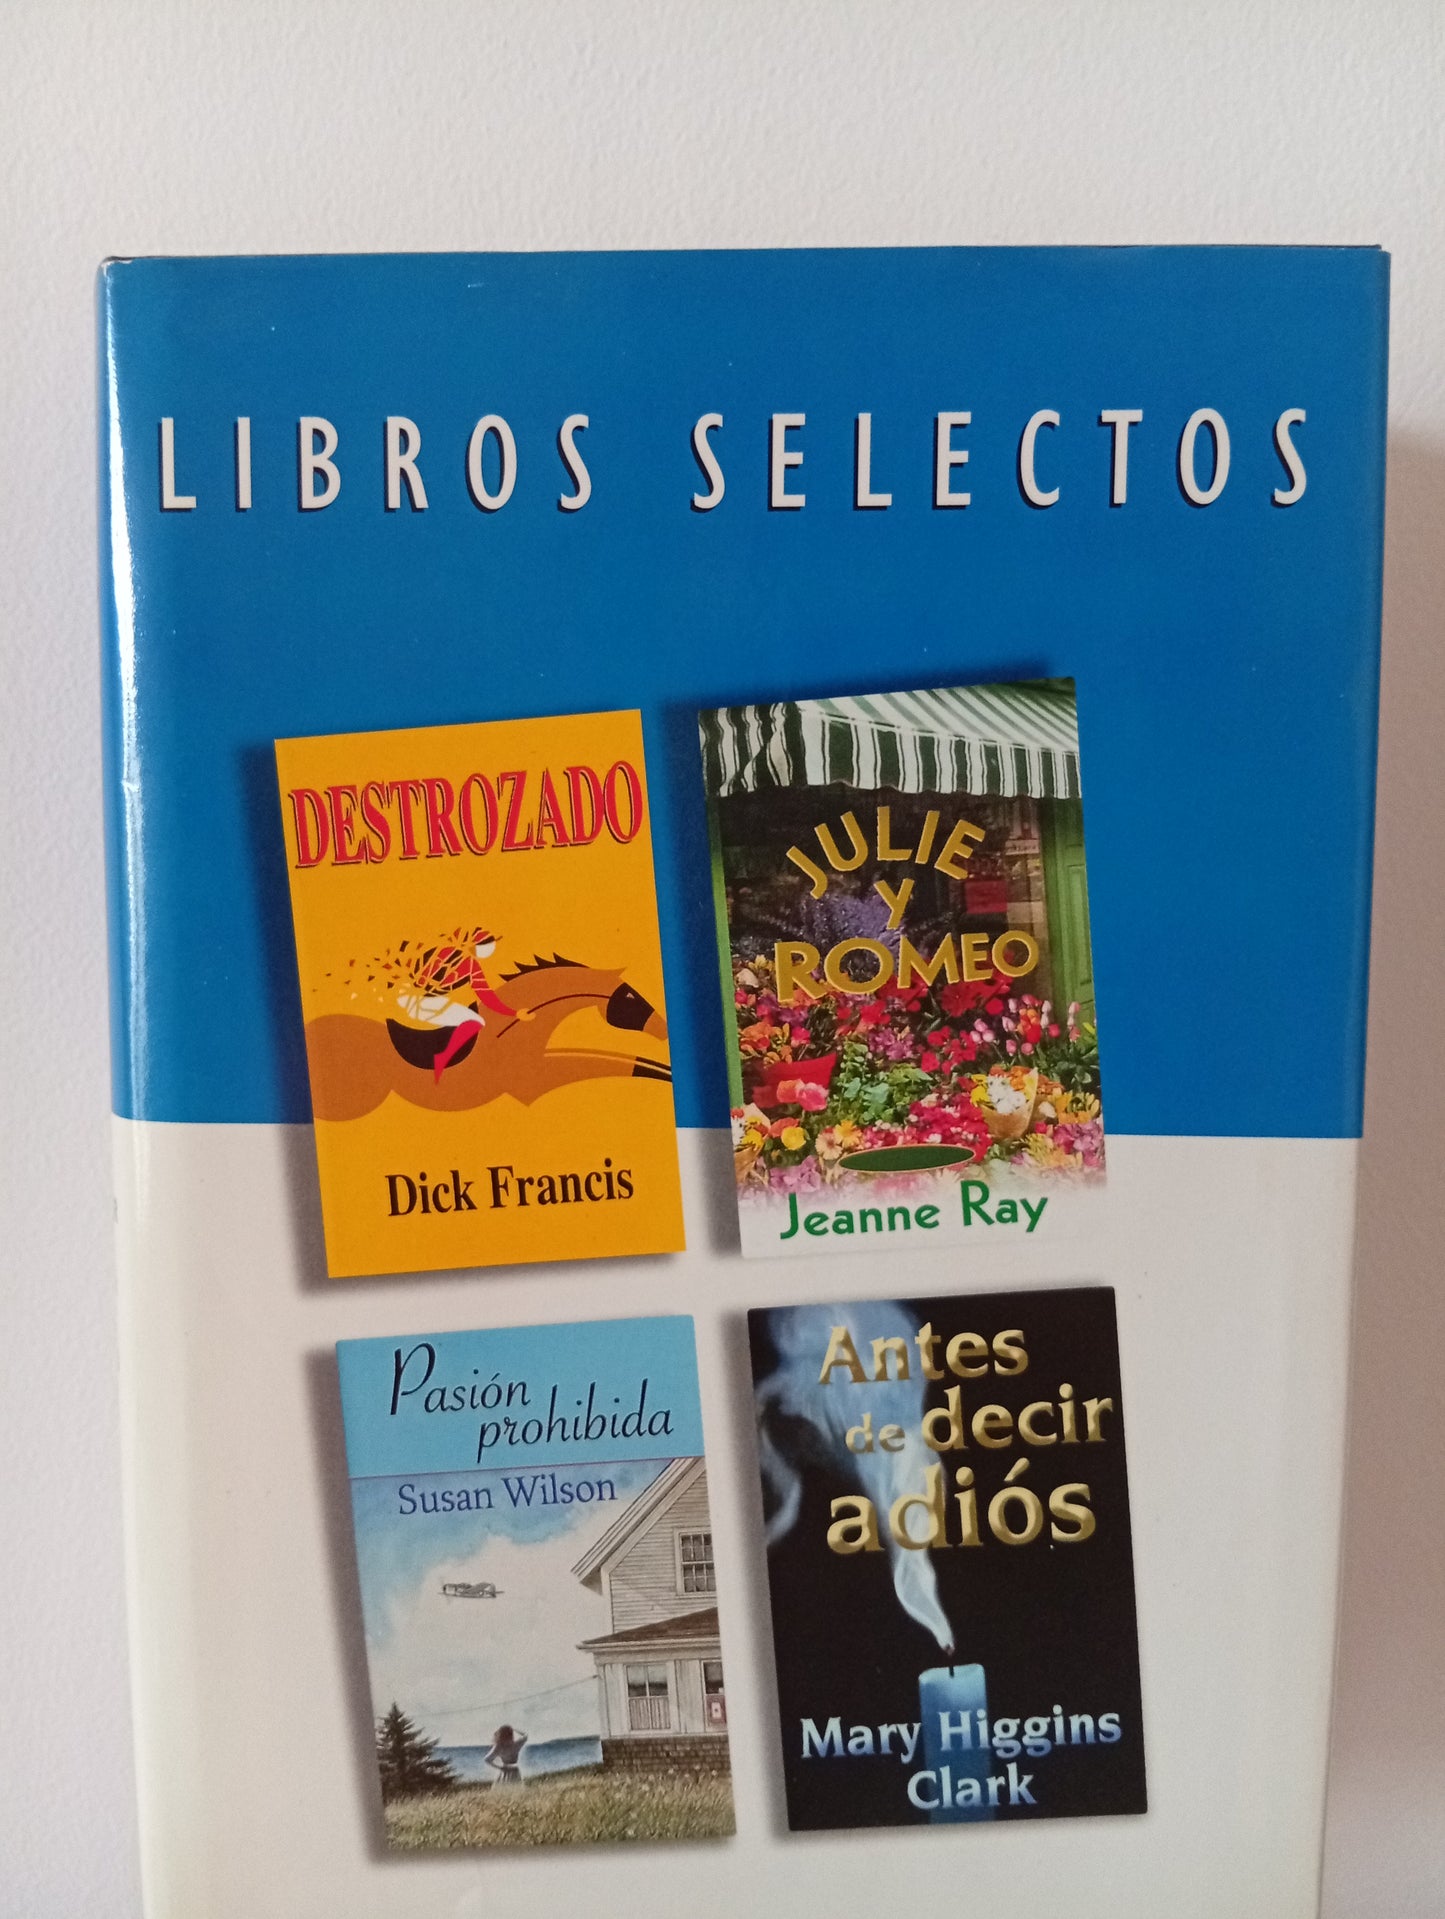 LIBROS SELECTOS
DESTROZADO
Dick Francis
JULIE
Y
ROMEO
Jeanne Ray
Pasión
prohibida
Susan Wilson
Antes
de decir
adiós
Mary Higgins
Clark